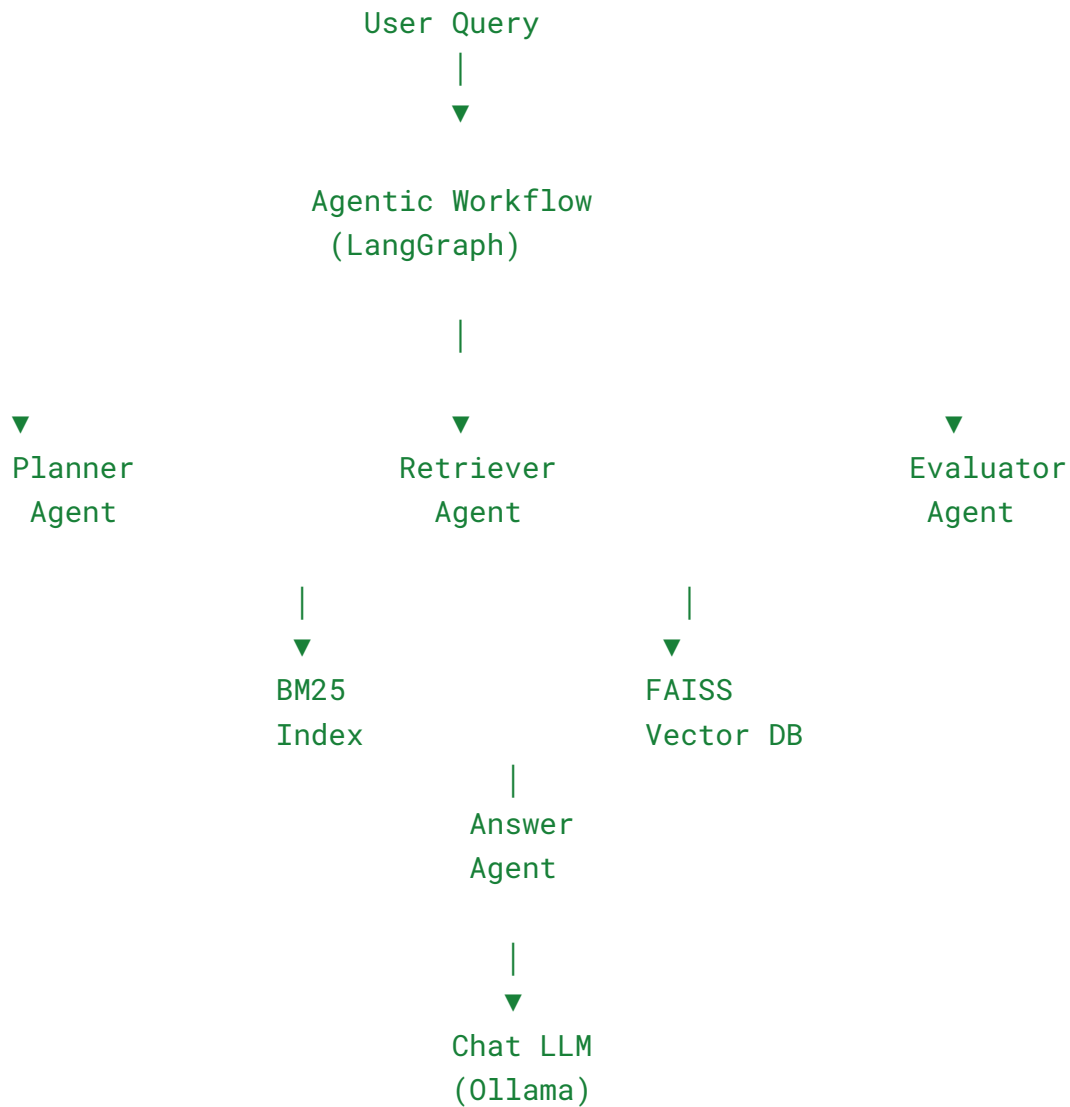 User Query
|
▼
Agentic Workflow
(LangGraph)
|
▼ ▼ ▼
Planner Retriever Evaluator
Agent Agent Agent
| |
▼ ▼
BM25 FAISS
Index Vector DB
|
Answer
Agent
|
▼
Chat LLM
(Ollama)